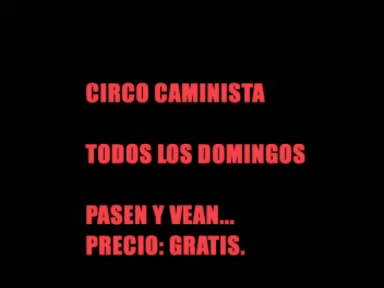 CIRCO CAMINISTA
TODOS LOS DOMINGOS
PASEN Y VEAN...
PRECIO: GRATIS.